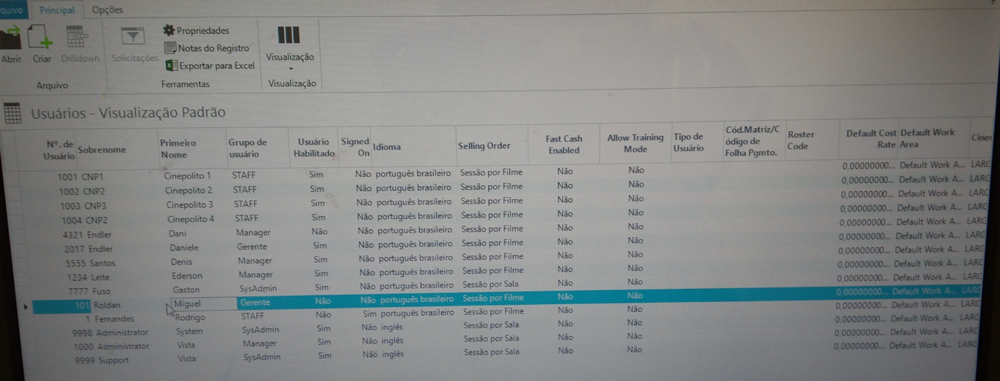 quivo Principal Opções
Abrir Criar Drilldown Solicitações Propriedades Notas do Registro Exportar para Excel Visualização
Arquivo Ferramentas Visualização
Usuários - Visualização Padrão
Nº. de Usuário Sobrenome Primeiro Nome Grupo de usuário Usuário Habilitado Signed On Idioma Selling Order Fast Cash Enabled Allow Training Mode Tipo de Usuário Cód.Matriz/Código de Folha Pgmto. Roster Code Default Cost Rate Default Work Area Ciner
1001 CNP1 Cinepolito 1 STAFF Sim Não português brasileiro Sessão por Filme Não Não 0,00000000... Default Work A... LARG
1002 CNP2 Cinepolito 2 STAFF Sim Não português brasileiro Sessão por Filme Não Não 0,00000000... Default Work A... LARG
1003 CNP3 Cinepolito 3 STAFF Sim Não português brasileiro Sessão por Filme Não Não 0,00000000... Default Work A... LARG
1004 CNP2 Cinepolito 4 STAFF Sim Não português brasileiro Sessão por Filme Não Não 0,00000000... Default Work A... LARG
4321 Endler Dani Manager Não Não português brasileiro Sessão por Filme Não Não 0,00000000... Default Work A... LARG
2017 Endler Daniele Gerente Sim Não português brasileiro Sessão por Filme Não Não 0,00000000... Default Work A... LARG
5555 Santos Denis Manager Sim Não português brasileiro Sessão por Filme Não Não 0,00000000... Default Work A... LARG
1234 Leite Ederson Manager Sim Não português brasileiro Sessão por Filme Não Não 0,00000000... Default Work A... LARG
7777 Fuso Gaston SysAdmin Sim Não português brasileiro Sessão por Sala Não Não 0,00000000... Default Work A... LARG
101 Roldan Miguel Gerente Não Não português brasileiro Sessão por Filme Não Não 0,00000000... Default Work A... LARG
1 Fernandes Rodrigo STAFF Não Sim português brasileiro Sessão por Filme Não Não 0,00000000... Default Work A... LARG
9998 Administrator System SysAdmin Sim Não inglês Sessão por Sala Não Não 0,00000000... Default Work A... LARG
1000 Administrator Vista Manager Sim Não inglês Sessão por Sala Não Não 0,00000000... Default Work A... LARG
9999 Support Vista SysAdmin Sim Não inglês Sessão por Sala Não Não 0,00000000... Default Work A... LARG